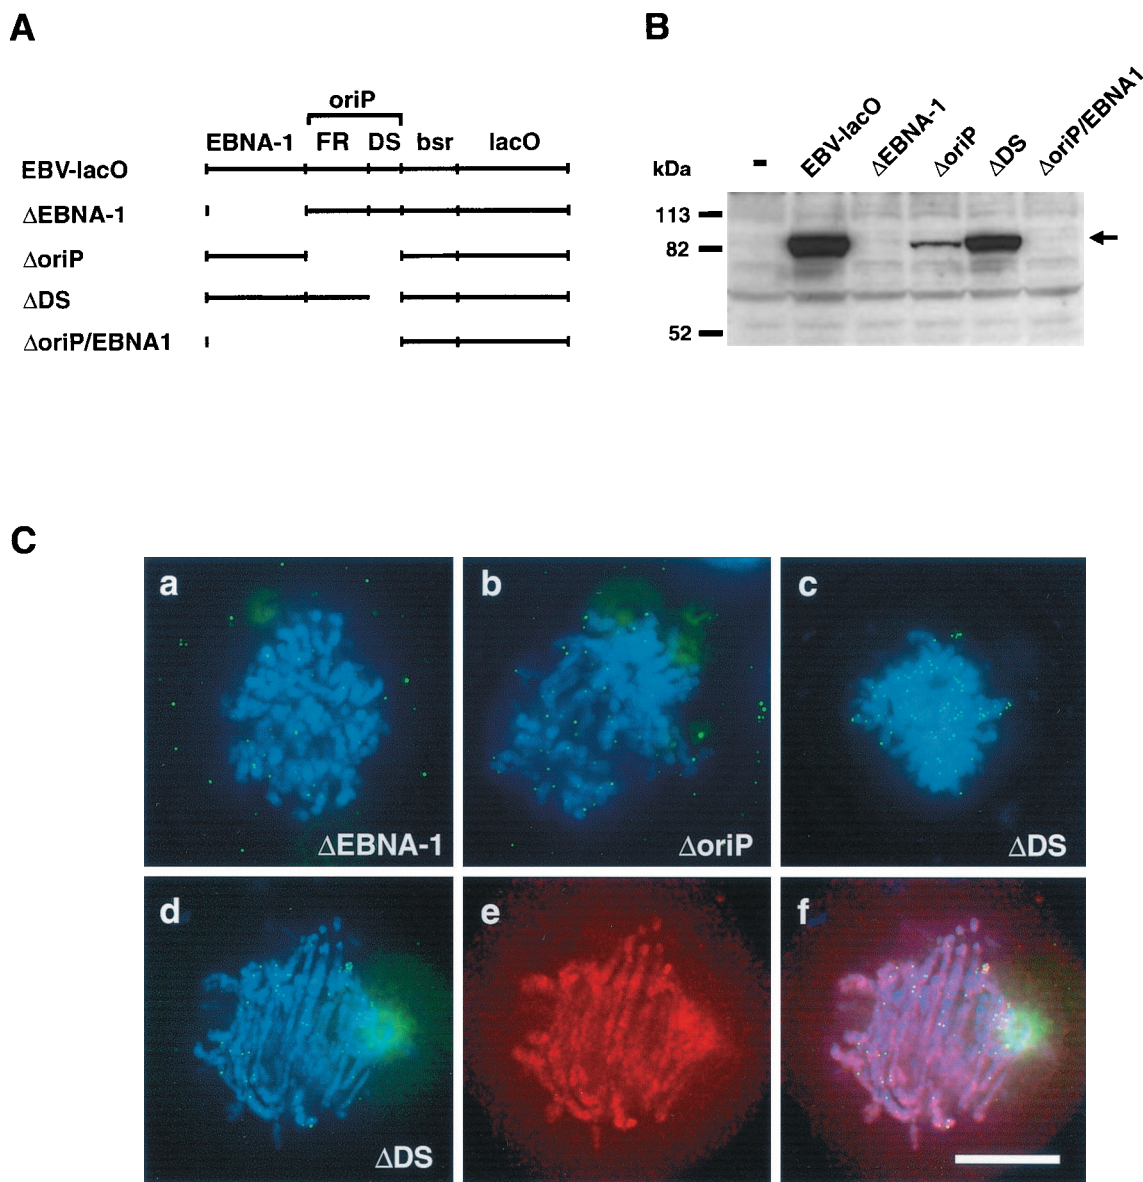 A
oriP
EBNA-1 FR DS bsr lacO
EBV-lacO
ΔEBNA-1
ΔoriP
ΔDS
ΔoriP/EBNA1
B
kDa - EBV-lacO ΔEBNA-1 ΔoriP ΔDS ΔoriP/EBNA1
113
82
52
C
a b c
ΔEBNA-1 ΔoriP ΔDS
d e f
ΔDS